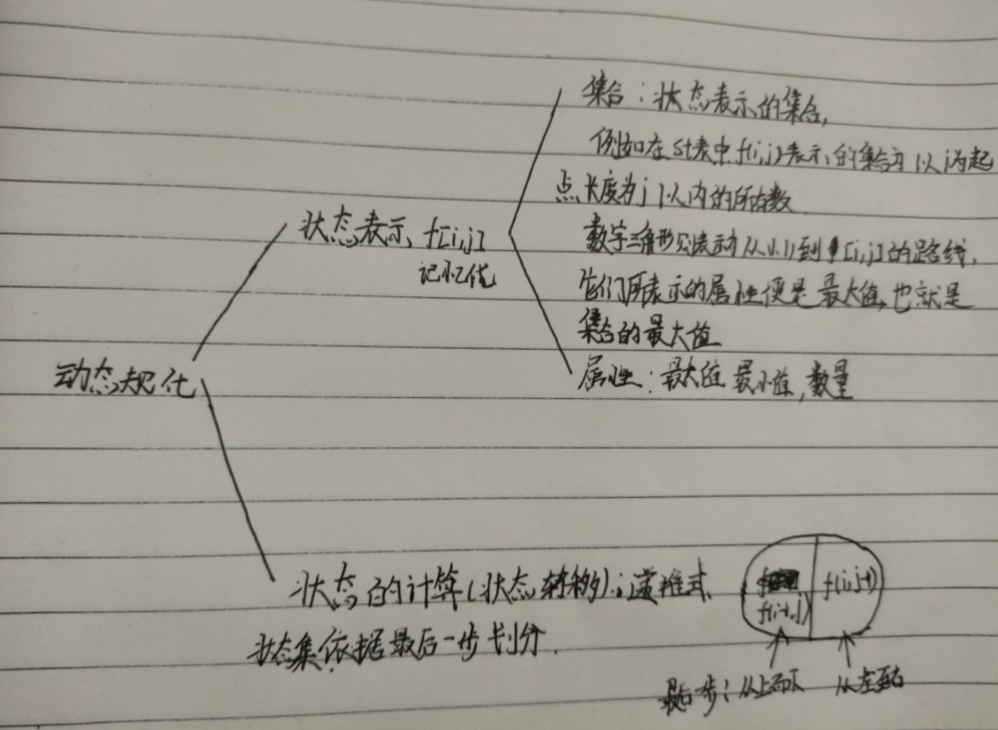 集合：状态表示的集合,
例如在st表中f(i,j)表示的集合为以i为起
点长度为j以内的所有数
状态表示 f[i,j]
数字三角形则表示从(1,1)到[i,j]的路线,
记忆优
它们所表示的属性便是最大值,也就是
集合的最大值
动态规化
属性：最大值 最小值,数量
状态的计算(状态转移)：递推式
f(i-1,j)
f(i,j-1)
状态集依据最后一步划分.
最后一步：从上而下 从左至右